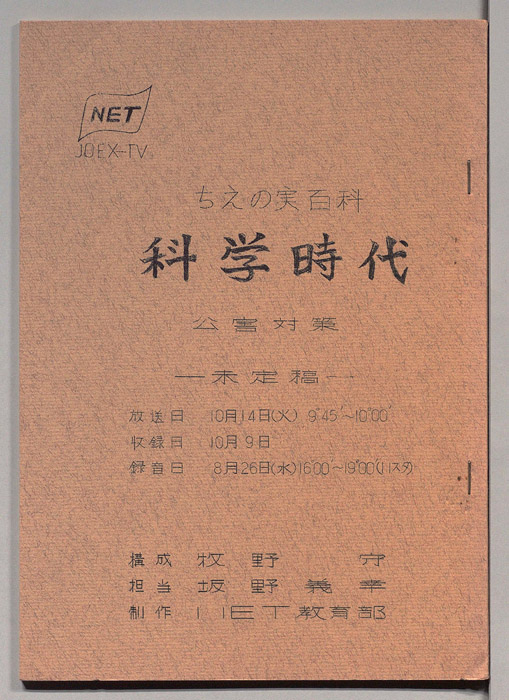 NET
JOEX-TV
ちえの実百科
科学時代
公害対策
—未定稿—
放送日 10月14日(火) 9°45'~10°00'
収録日 10月9日
録音日 8月26日(水)16°00'~19°00'(リスタ)
構成 牧野 守
担当 坂野義幸
制作 NET教育部